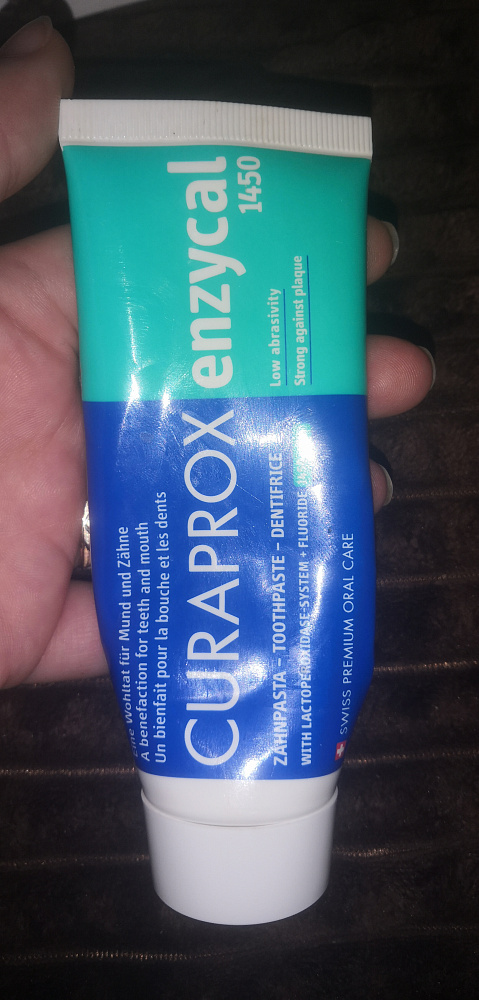 Eine Wohltat für Mund und Zähne
A benefaction for teeth and mouth
Un bienfait pour la bouche et les dents
CURAPROX enzycal
1450
Low abrasivity
Strong against plaque
ZAHNPASTA – TOOTHPASTE – DENTIFRICE
WITH LACTOPEROXIDASE-SYSTEM + FLUORIDE
SWISS PREMIUM ORAL CARE